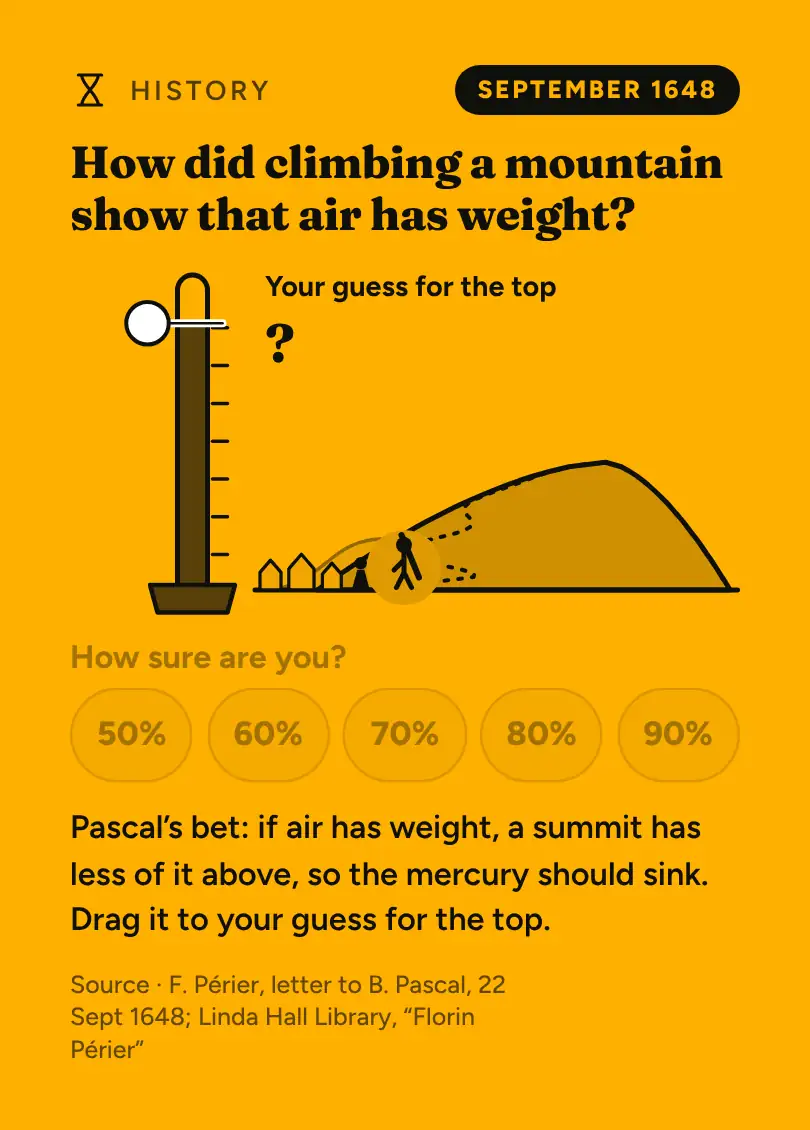 HISTORY
SEPTEMBER 1648
How did climbing a mountain
show that air has weight?
Your guess for the top
?
How sure are you?
50% 60% 70% 80% 90%
Pascal’s bet: if air has weight, a summit has
less of it above, so the mercury should sink.
Drag it to your guess for the top.
Source · F. Périer, letter to B. Pascal, 22
Sept 1648; Linda Hall Library, “Florin
Périer”